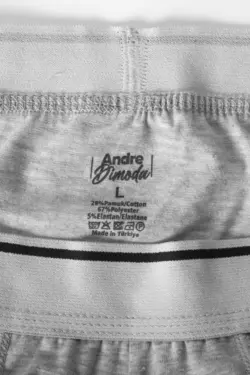 Andre
Dimoda
L
28% Pamuk/Cotton
67% Polyester
5% Elastan/Elastane
Made in Türkiye